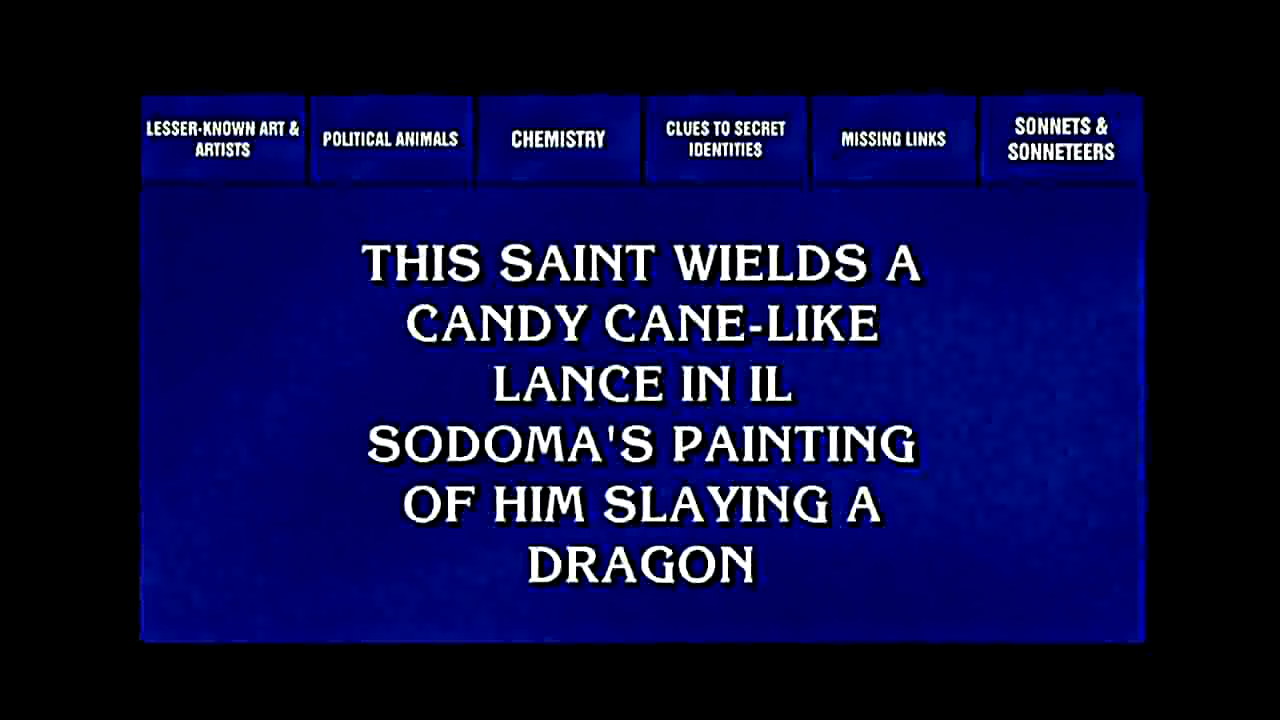 LESSER-KNOWN ART &
ARTISTS
POLITICAL ANIMALS
CHEMISTRY
CLUES TO SECRET
IDENTITIES
MISSING LINKS
SONNETS &
SONNETEERS
THIS SAINT WIELDS A
CANDY CANE-LIKE
LANCE IN IL
SODOMA'S PAINTING
OF HIM SLAYING A
DRAGON